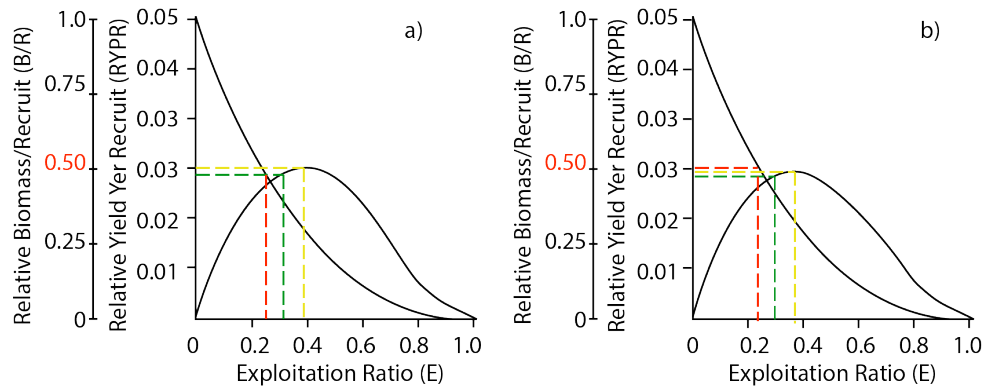 a)
Relative Biomass/Recruit (B/R)
1.0
0.75
0.50
0.25
0
Relative Yield Yer Recruit (RYPR)
0.05
0.04
0.03
0.03
0.02
0.01
0 0.2 0.4 0.6 0.8 1.0
Exploitation Ratio (E)
b)
Relative Biomass/Recruit (B/R)
1.0
0.75
0.50
0.25
0
Relative Yield Yer Recruit (RYPR)
0.05
0.04
0.03
0.03
0.02
0.01
0 0.2 0.4 0.6 0.8 1.0
Exploitation Ratio (E)